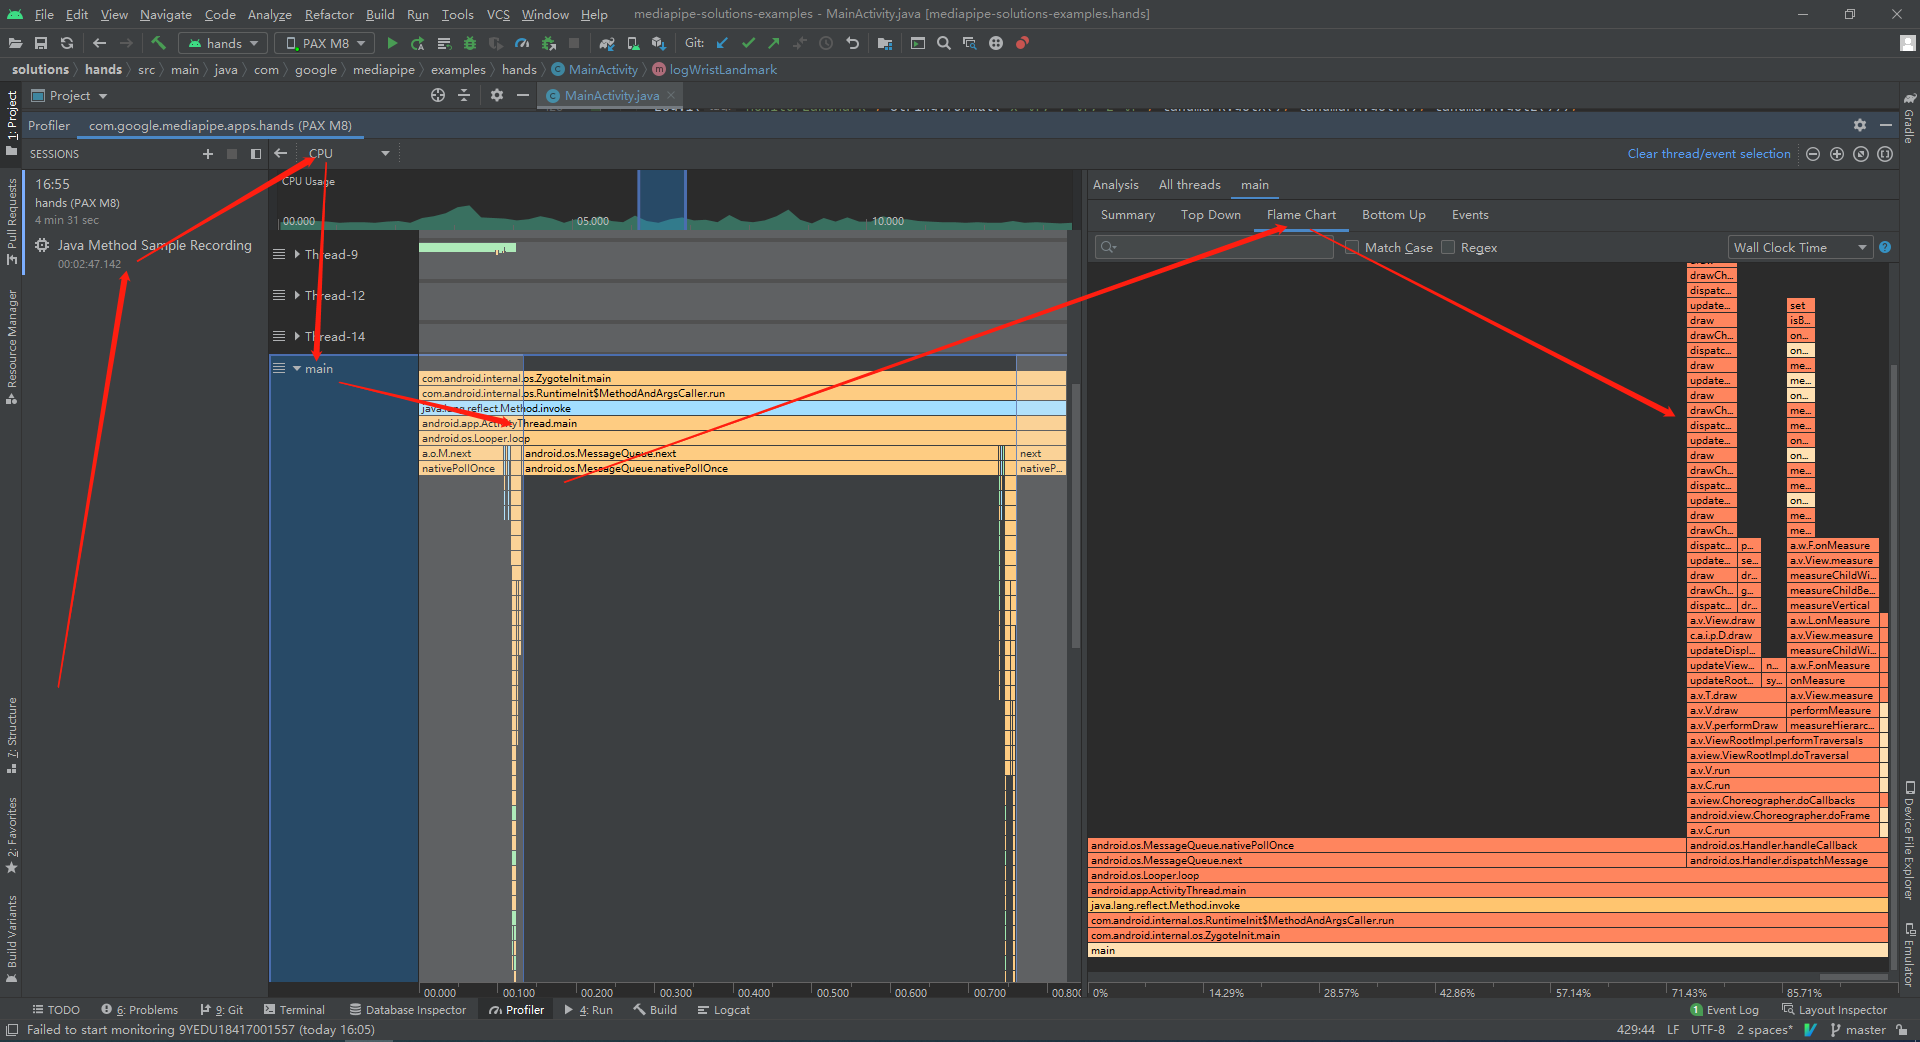 File Edit View Navigate Code Analyze Refactor Build Run Tools VCS Window Help mediapipe-solutions-examples - MainActivity.java [mediapipe-solutions-examples.hands]
hands PAX M8 Git:
solutions hands src main java com google mediapipe examples hands MainActivity logWristLandmark
Project MainActivity.java
Profiler com.google.mediapipe.apps.hands (PAX M8)
SESSIONS CPU Clear thread/event selection
16:55
hands (PAX M8)
4 min 31 sec
Java Method Sample Recording
00:02:47.142
CPU Usage
00.000 05.000 10.000
Thread-9
Thread-12
Thread-14
main
com.android.internal.os.ZygoteInit.main
com.android.internal.os.RuntimeInit$MethodAndArgsCaller.run
java.lang.reflect.Method.invoke
android.app.ActivityThread.main
android.os.Looper.loop
a.o.M.next android.os.MessageQueue.next next
nativePollOnce android.os.MessageQueue.nativePollOnce nativeP...
00.000 00.100 00.200 00.300 00.400 00.500 00.600 00.700 00.800
Analysis All threads main
Summary Top Down Flame Chart Bottom Up Events
Match Case Regex Wall Clock Time
drawCh...
dispatc...
update... set
draw isB...
drawCh... on...
dispatc... on...
draw me...
update... me...
draw on...
drawCh... me...
dispatc... me...
update... on...
draw on...
drawCh... me...
dispatc... me...
update... on...
draw me...
drawCh... me...
dispatc... p... a.w.F.onMeasure
update... se... a.v.View.measure
draw dr... measureChildWi...
drawCh... g... measureChildBe...
dispatc... dr... measureVertical
a.v.View.draw a.w.L.onMeasure
c.a.i.p.D.draw a.v.View.measure
updateDispl... measureChildWi...
updateView... n... a.w.F.onMeasure
updateRoot... sy... onMeasure
a.v.T.draw a.v.View.measure
a.v.V.draw performMeasure
a.v.V.performDraw measureHierarc...
a.v.ViewRootImpl.performTraversals
a.view.ViewRootImpl.doTraversal
a.v.V.run
a.v.C.run
a.view.Choreographer.doCallbacks
android.view.Choreographer.doFrame
a.v.C.run
android.os.MessageQueue.nativePollOnce android.os.Handler.handleCallback
android.os.MessageQueue.next android.os.Handler.dispatchMessage
android.os.Looper.loop
android.app.ActivityThread.main
java.lang.reflect.Method.invoke
com.android.internal.os.RuntimeInit$MethodAndArgsCaller.run
com.android.internal.os.ZygoteInit.main
main
0% 14.29% 28.57% 42.86% 57.14% 71.43% 85.71%
1: Project
Pull Requests
Resource Manager
7: Structure
2: Favorites
Build Variants
Gradle
Device File Explorer
Emulator
TODO 6: Problems 9: Git Terminal Database Inspector Profiler 4: Run Build Logcat 1 Event Log Layout Inspector
Failed to start monitoring 9YEDU18417001557 (today 16:05) 429:44 LF UTF-8 2 spaces* master